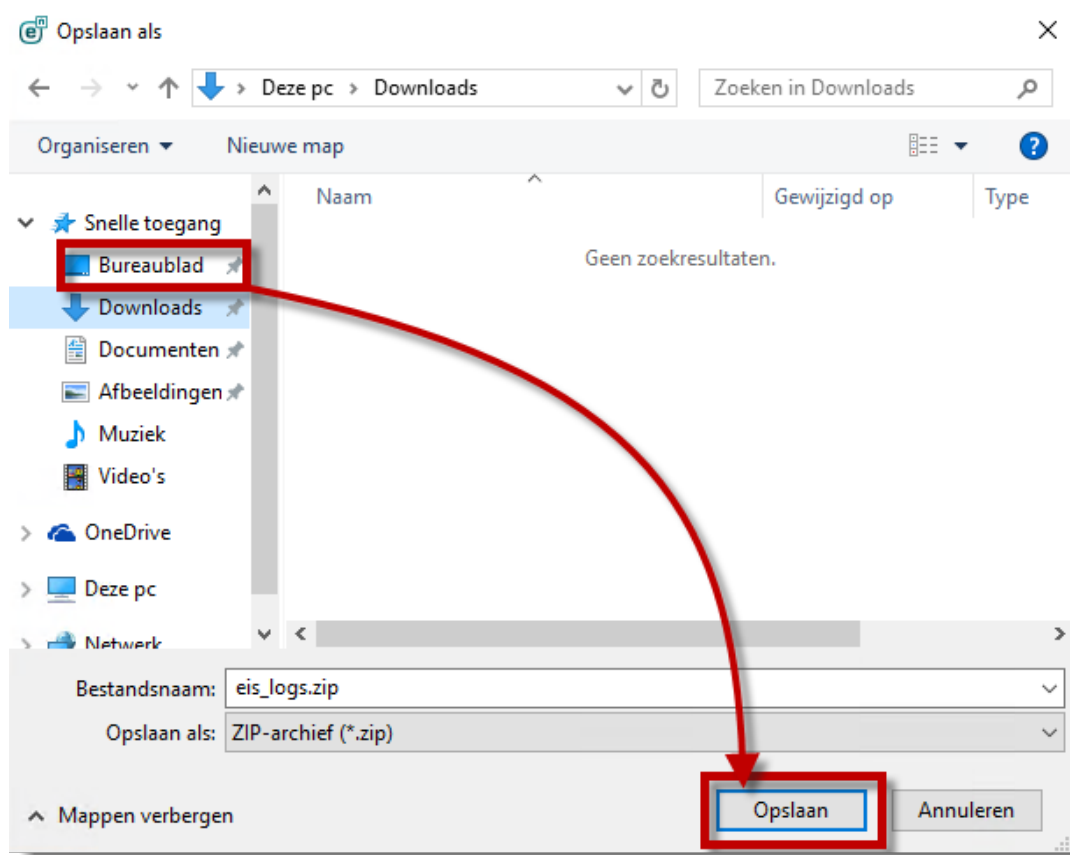 Opslaan als
Deze pc > Downloads
Zoeken in Downloads
Organiseren
Nieuwe map
Naam
Gewijzigd op
Type
Snelle toegang
Geen zoekresultaten.
Bureaublad
Downloads
Documenten
Afbeeldingen
Muziek
Video's
OneDrive
Deze pc
Netwerk
Bestandsnaam: eis_logs.zip
Opslaan als: ZIP-archief (*.zip)
Mappen verbergen
Opslaan
Annuleren